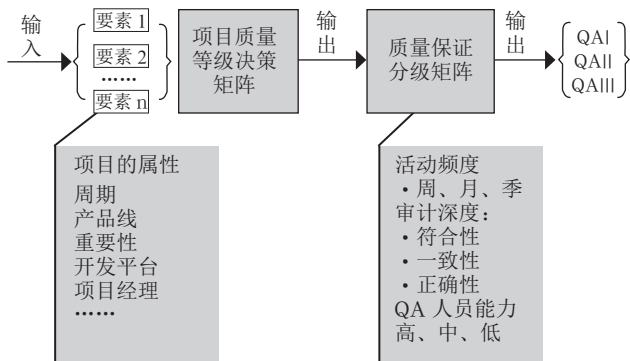 输入
要素 1
要素 2
……
要素 n
项目质量
等级决策
矩阵
输出
质量保证
分级矩阵
输出
QAⅠ
QAⅡ
QAⅢ
项目的属性
周期
产品线
重要性
开发平台
项目经理
……
活动频度
·周、月、季
审计深度：
·符合性
·一致性
·正确性
QA 人员能力
高、中、低